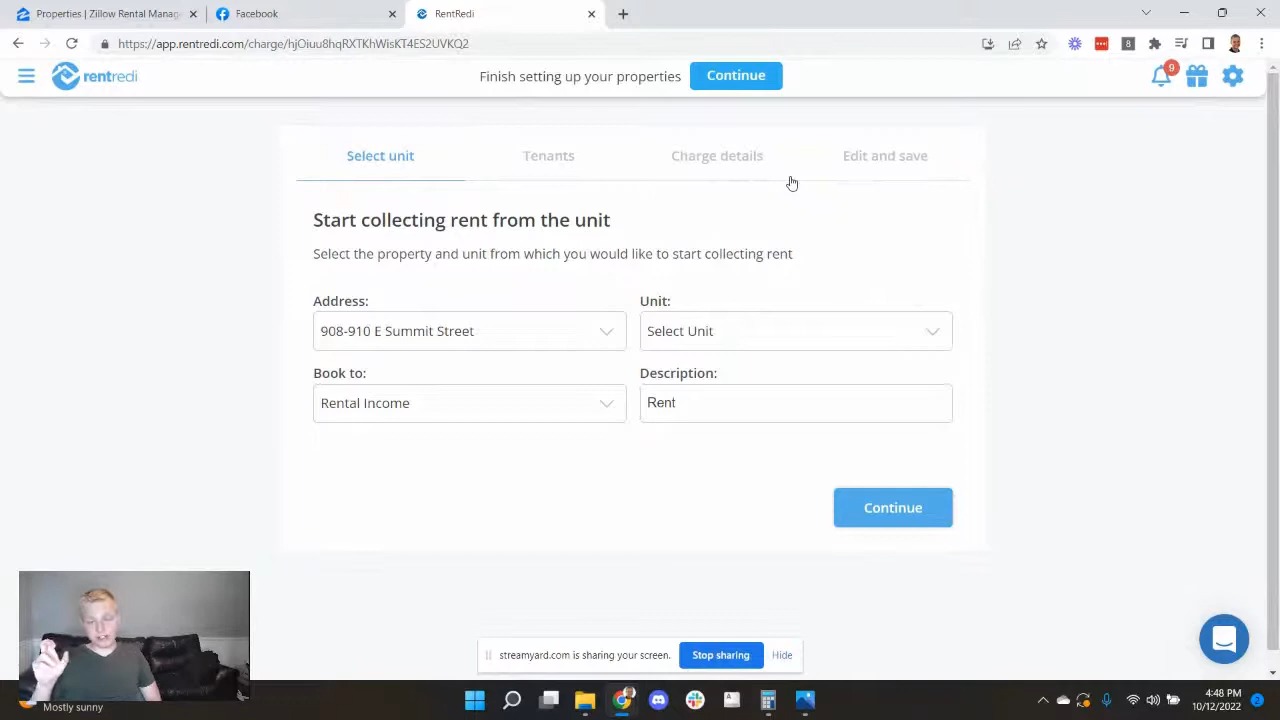 Properties | Zillow Rental Manag
Facebook
RentRedi
https://app.rentredi.com/charge/hjOiuu8hqRXTKhWisKT4ES2UVKQ2
rentredi
Finish setting up your properties
Continue
9
Select unit
Tenants
Charge details
Edit and save
Start collecting rent from the unit
Select the property and unit from which you would like to start collecting rent
Address:
Unit:
908-910 E Summit Street
Select Unit
Book to:
Description:
Rental Income
Rent
Continue
streamyard.com is sharing your screen.
Stop sharing
Hide
Mostly sunny
4:48 PM
10/12/2022
2